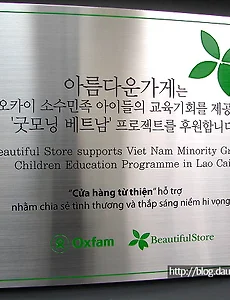 아름다운가게는
오카이 소수민족 아이들의 교육기회를 제공
'굿모닝 베트남' 프로젝트를 후원합니다
eautiful Store supports Viet Nam Minority Gr
Children Education Programme in Lao Cai
"Cửa hàng từ thiện" hỗ trợ
nhằm chia sẻ tình thương và thắp sáng niềm hi vọng
Oxfam
BeautifulStore
http://blog.dau